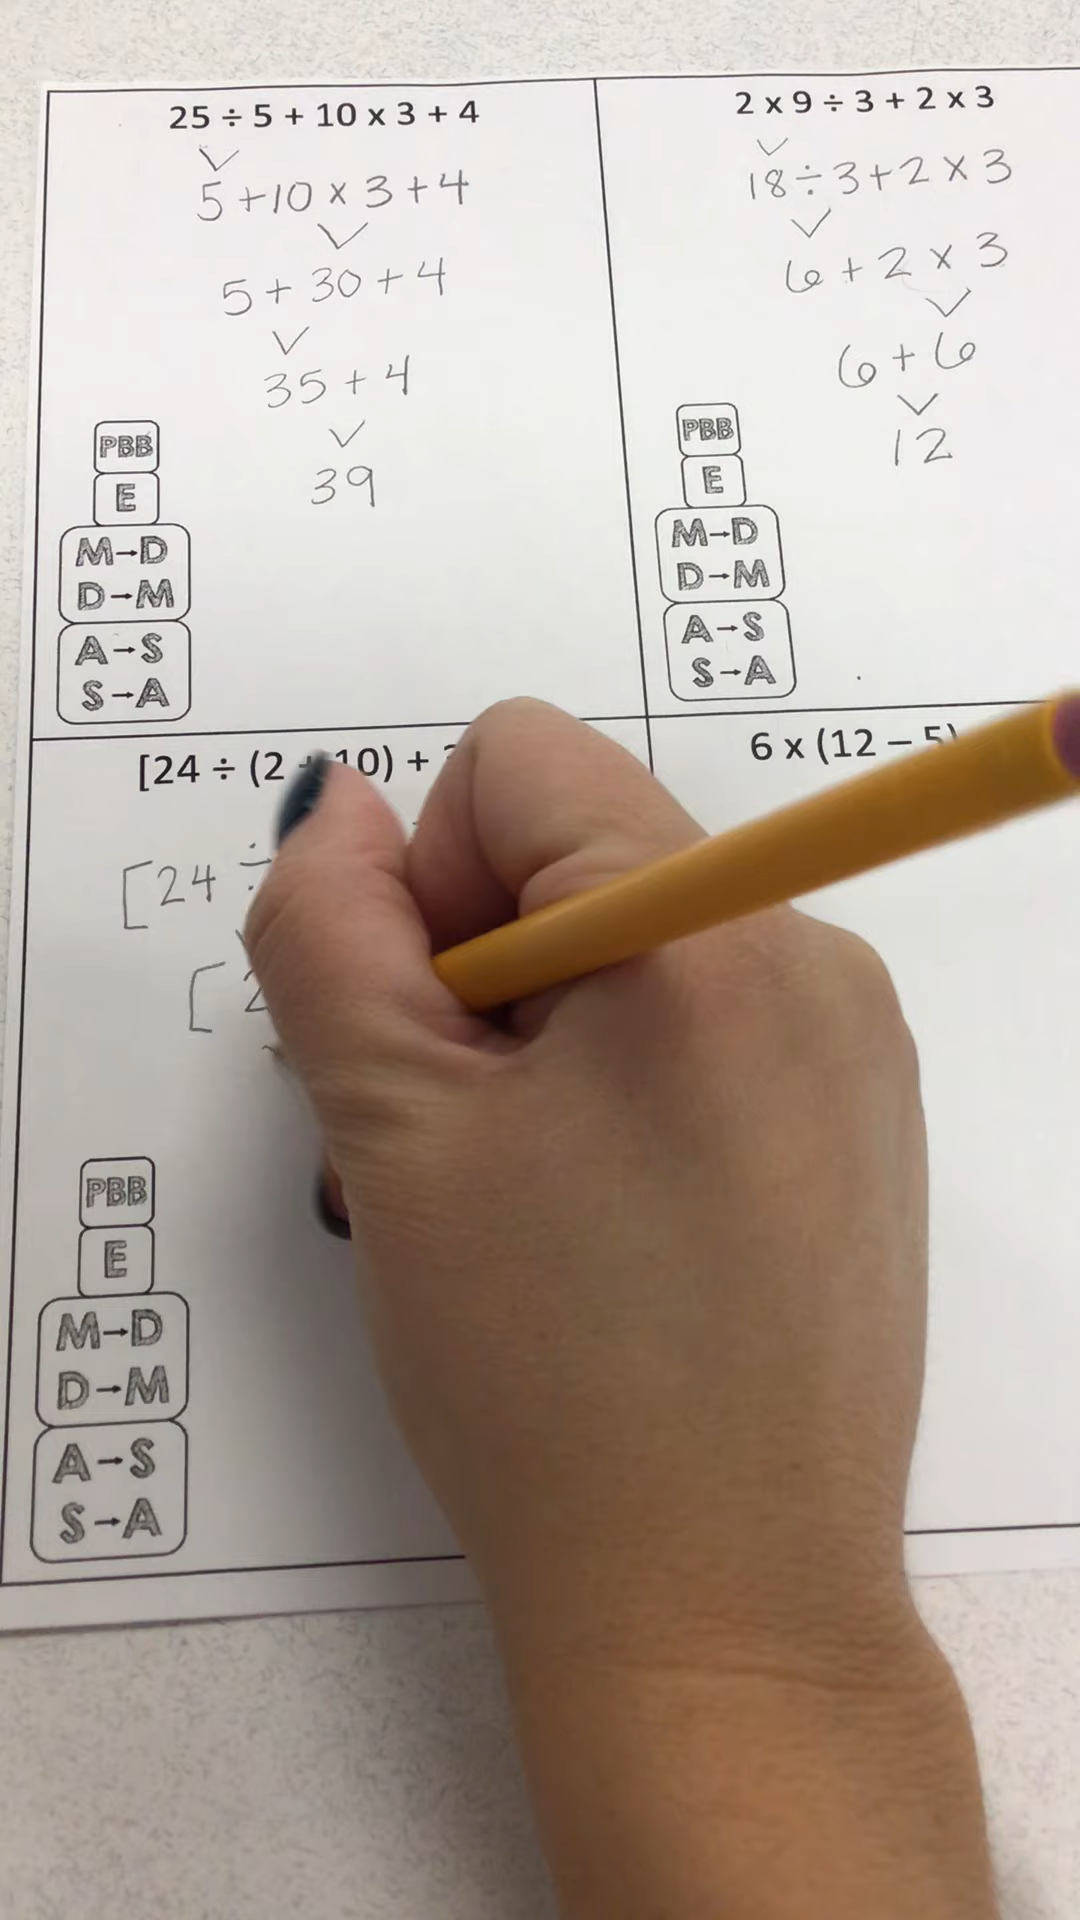 25 ÷ 5 + 10 x 3 + 4
5 + 10 x 3 + 4
5 + 30 + 4
35 + 4
39
PBB
E
M→D
D→M
A→S
S→A
2 x 9 ÷ 3 + 2 x 3
18 ÷ 3 + 2 x 3
6 + 2 x 3
6 + 6
12
PBB
E
M→D
D→M
A→S
S→A
[24 ÷ (2 + 10) +
[24 ÷
[2
PBB
E
M→D
D→M
A→S
S→A
6 x (12 – 5)